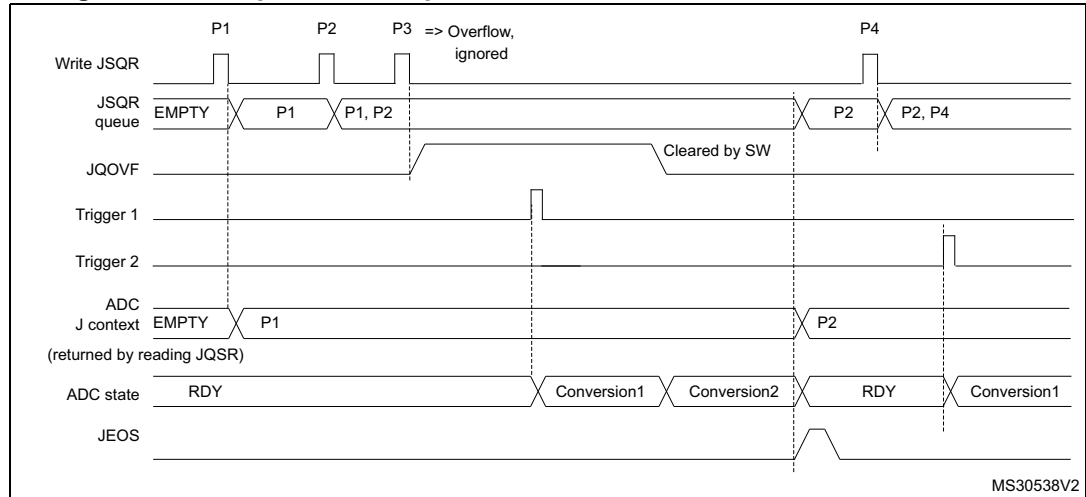 P1 P2 P3 => Overflow, P4
ignored
Write JSQR
JSQR
queue EMPTY P1 P1, P2 P2 P2, P4
Cleared by SW
JQOVF
Trigger 1
Trigger 2
ADC
J context EMPTY P1 P2
(returned by reading JQSR)
ADC state RDY Conversion1 Conversion2 RDY Conversion1
JEOS
MS30538V2